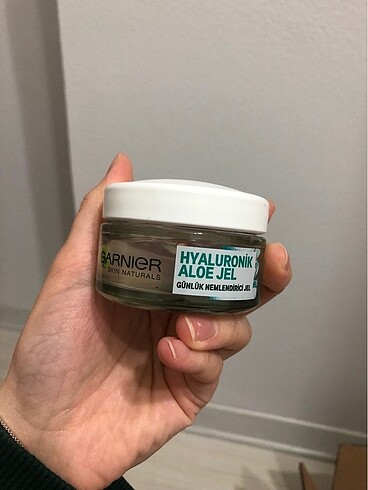 GARNIER
SKIN NATURALS
HYALURONİK
ALOE JEL
GÜNLÜK NEMLENDİRİCİ JEL